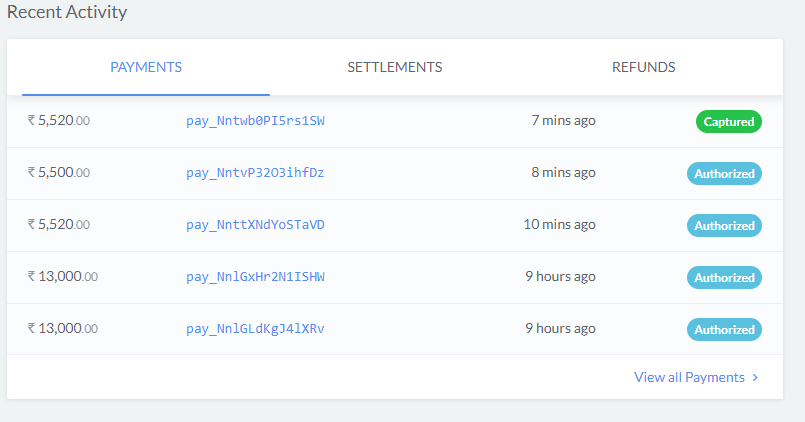 Recent Activity
PAYMENTS SETTLEMENTS REFUNDS
₹ 5,520.00 pay_Nntwb0PI5rs1SW 7 mins ago Captured
₹ 5,500.00 pay_NntvP32O3ihfDz 8 mins ago Authorized
₹ 5,520.00 pay_NnttXNdYoSTaVD 10 mins ago Authorized
₹ 13,000.00 pay_NnlGxHr2N1ISHW 9 hours ago Authorized
₹ 13,000.00 pay_NnlGLdKgJ4lXRv 9 hours ago Authorized
View all Payments >